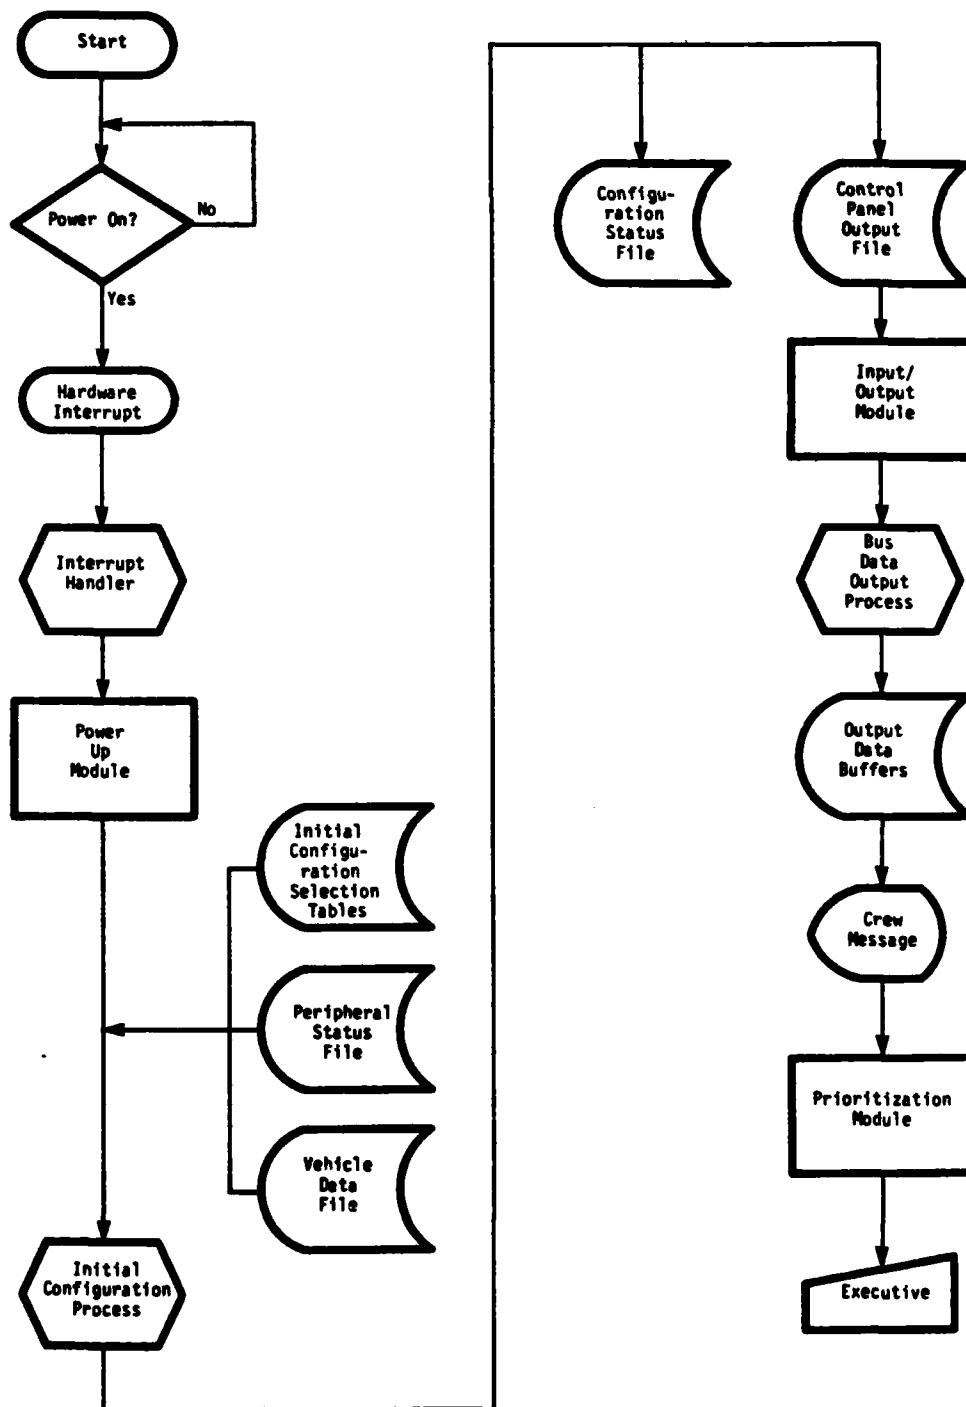 Start
Power On?
No
Yes
Hardware
Interrupt
Interrupt
Handler
Power
Up
Module
Initial
Configu-
ration
Selection
Tables
Peripheral
Status
File
Vehicle
Data
File
Initial
Configuration
Process
Configu-
ration
Status
File
Control
Panel
Output
File
Input/
Output
Module
Bus
Data
Output
Process
Output
Data
Buffers
Crew
Message
Prioritization
Module
Executive